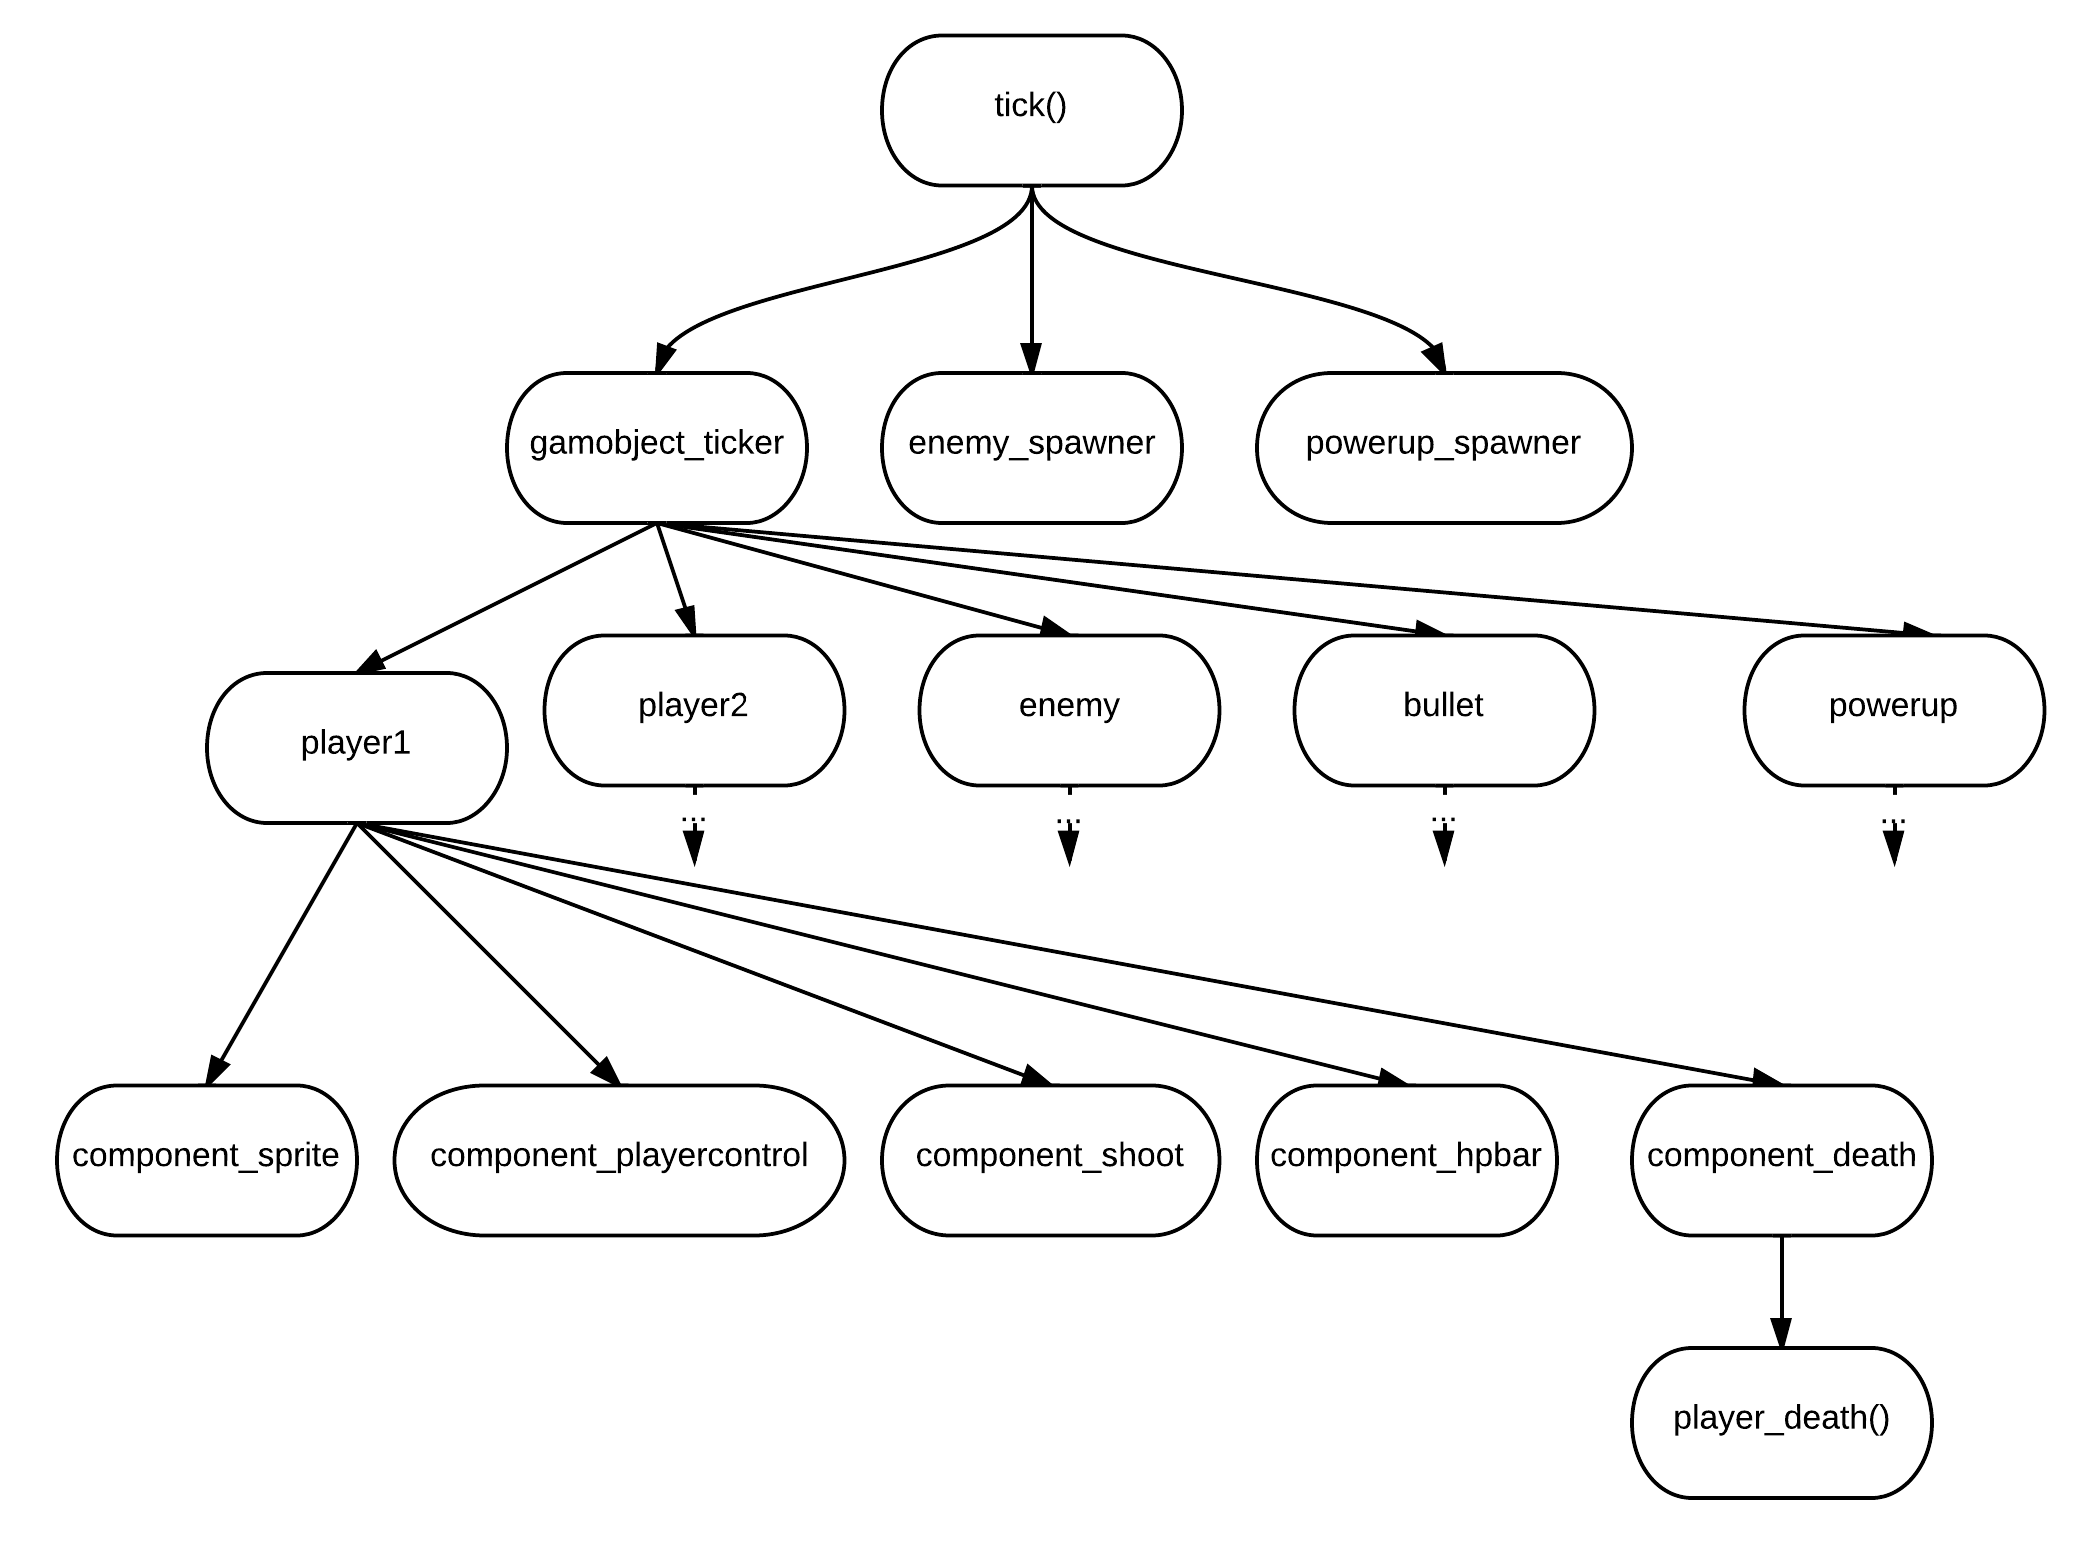 tick()
gamobject_ticker
enemy_spawner
powerup_spawner
player1
player2
enemy
bullet
powerup
...
...
...
...
component_sprite
component_playercontrol
component_shoot
component_hpbar
component_death
player_death()